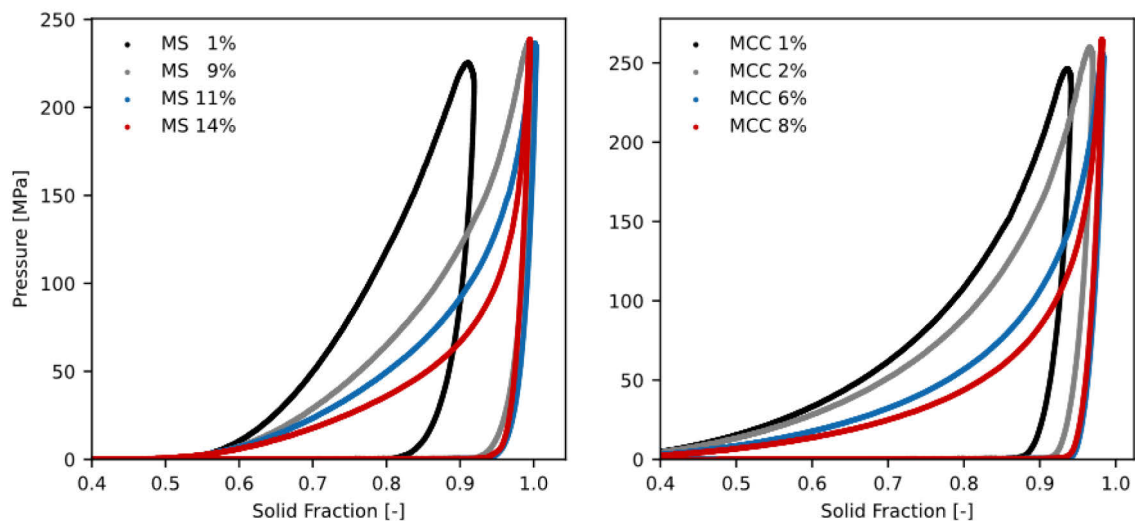 250
200
150
100
50
0
Pressure [MPa]
MS 1%
MS 9%
MS 11%
MS 14%
0.4 0.5 0.6 0.7 0.8 0.9 1.0
Solid Fraction [-]
250
200
150
100
50
0
MCC 1%
MCC 2%
MCC 6%
MCC 8%
0.4 0.5 0.6 0.7 0.8 0.9 1.0
Solid Fraction [-]